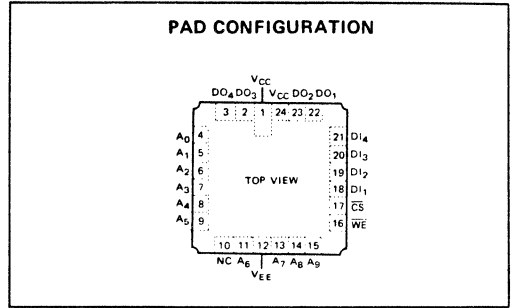 PAD CONFIGURATION
VCC
DO4 DO3 VCC DO2 DO1
3 2 1 24 23 22
A0 4 21 DI4
A1 5 20 DI3
A2 6 19 DI2
A3 7 TOP VIEW 18 DI1
A4 8 17 CS
A5 9 16 WE
10 11 12 13 14 15
NC A6 A7 A8 A9
VEE